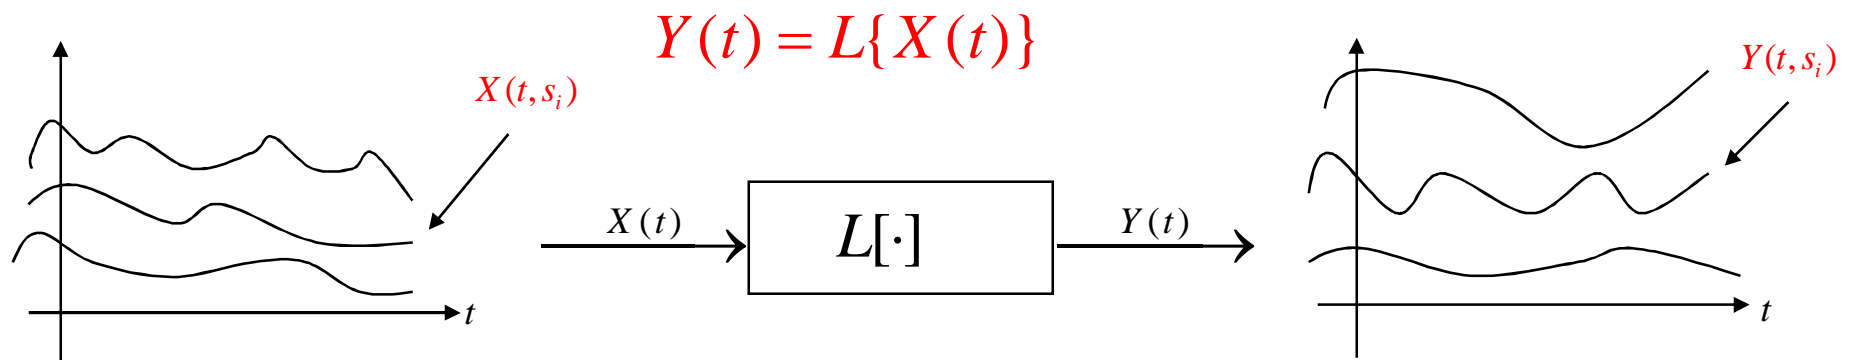 Y(t) = L{X(t)}
X(t, s_i)
Y(t, s_i)
X(t)
L[·]
Y(t)
t
t